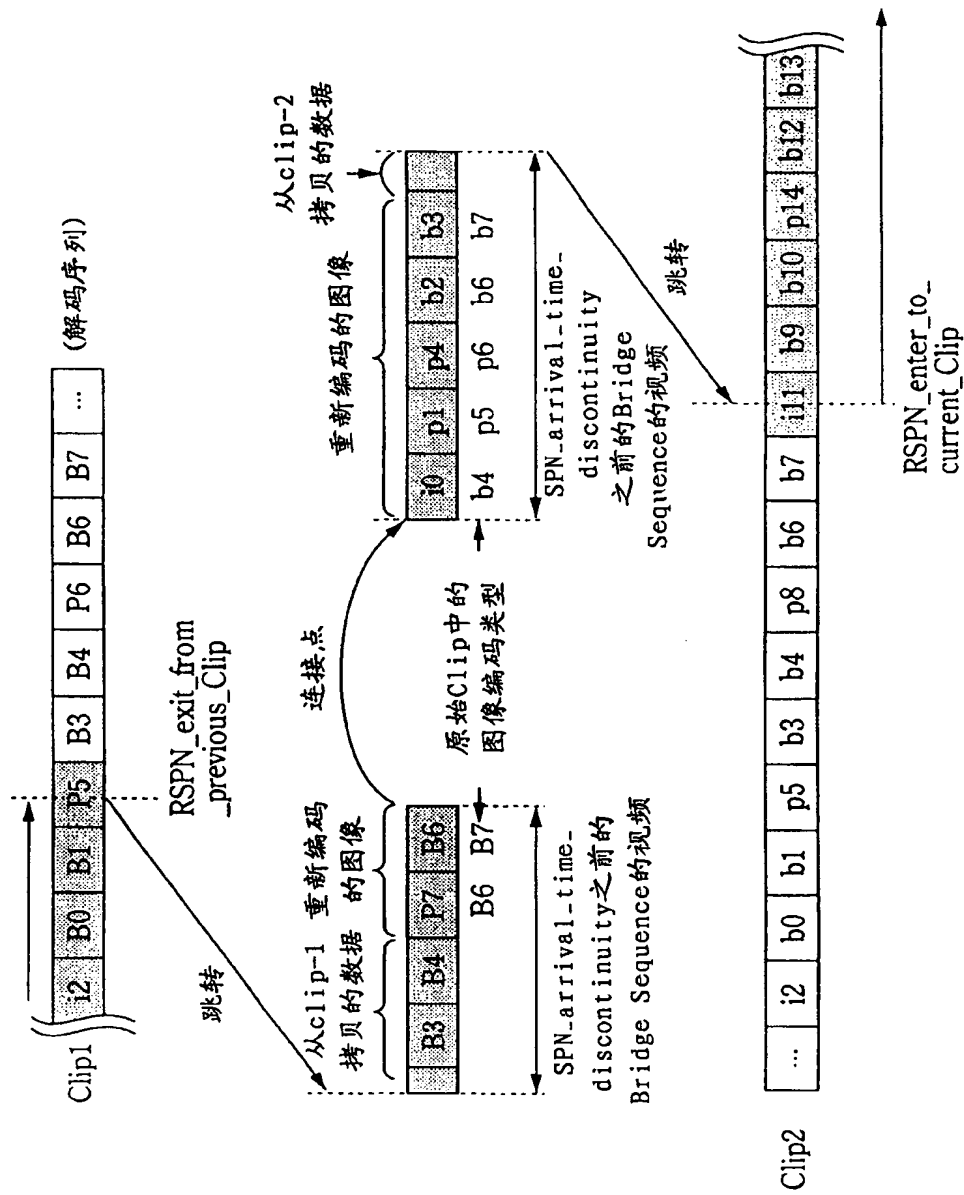 Clip1
i2 B0 B1 P5 B3 B4 P6 B6 B7 ... (解码序列)
RSPN_exit_from
_previous_Clip
跳转
连接点
从clip-1
拷贝的数据
重新编码
的图像
重新编码的图像
从clip-2
拷贝的数据
B3 B4 P7 B6
B6 B7
i0 p1 p4 b2 b3
b4 p5 p6 b6 b7
原始Clip中的
图像编码类型
SPN_arrival_time_
discontinuity之前的
Bridge Sequence的视频
SPN_arrival_time_
discontinuity
之前的Bridge
Sequence的视频
跳转
Clip2
... i2 b0 b1 p5 b3 b4 p8 b6 b7 i11 b9 b10 p14 b12 b13
RSPN_enter_to_
current_Clip